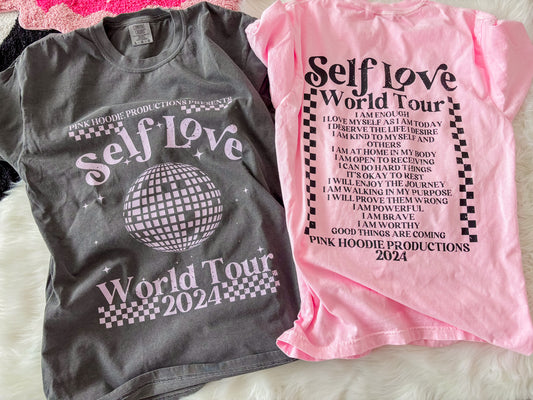 PINK HOODIE PRODUCTIONS PRESENTS
Self Love
World Tour
2024
Self Love
World Tour
I AM ENOUGH
I LOVE MYSELF AS I AM TODAY
I DESERVE THE LIFE I DESIRE
I AM KIND TO MYSELF AND
OTHERS
I AM AT HOME IN MY BODY
I AM OPEN TO RECEIVING
I CAN DO HARD THINGS
IT'S OKAY TO REST
I WILL ENJOY THE JOURNEY
I AM WALKING IN MY PURPOSE
I WILL PROVE THEM WRONG
I AM POWERFUL
I AM BRAVE
I AM WORTHY
GOOD THINGS ARE COMING
PINK HOODIE PRODUCTIONS
2024